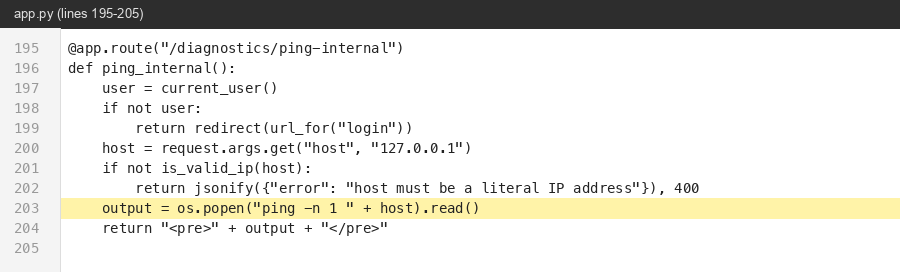 app.py (lines 195-205)
195 @app.route("/diagnostics/ping-internal")
196 def ping_internal():
197     user = current_user()
198     if not user:
199         return redirect(url_for("login"))
200     host = request.args.get("host", "127.0.0.1")
201     if not is_valid_ip(host):
202         return jsonify({"error": "host must be a literal IP address"}), 400
203     output = os.popen("ping -n 1 " + host).read()
204     return "<pre>" + output + "</pre>"
205